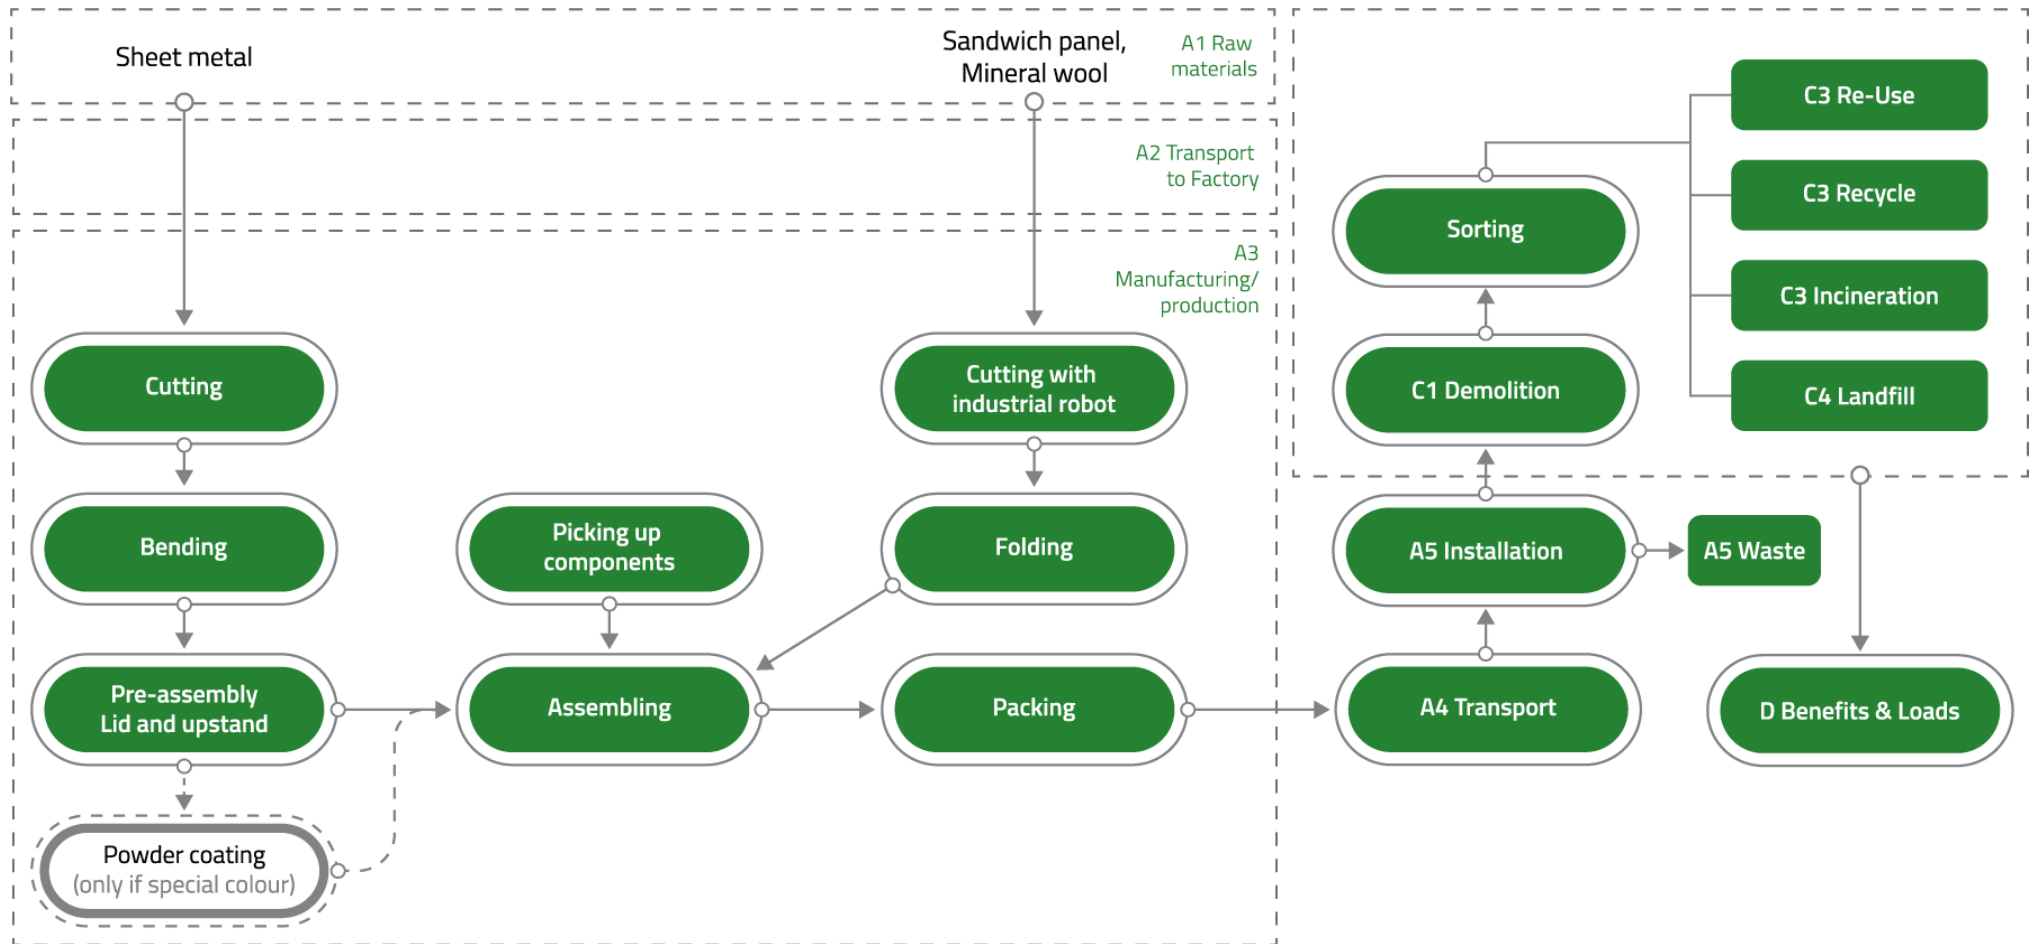 Sheet metal
Sandwich panel,
Mineral wool
A1 Raw
materials
A2 Transport
to Factory
A3
Manufacturing/
production
Cutting
Cutting with
industrial robot
Bending
Picking up
components
Folding
Pre-assembly
Lid and upstand
Assembling
Packing
Powder coating
(only if special colour)
C3 Re-Use
C3 Recycle
Sorting
C3 Incineration
C1 Demolition
C4 Landfill
A5 Installation
A5 Waste
A4 Transport
D Benefits & Loads